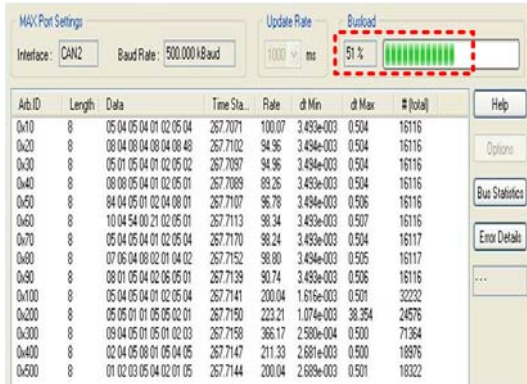 MAX Port Settings
Update Rate
Busload
Interface : CAN2 Baud Rate : 500.000 kBaud 1000 ms 51 %
Arb.ID Length Data Time Sta... Rate dt Min dt Max # (total) Help
0x10 8 05 04 05 04 01 02 05 04 267.7071 100.07 3.493e-003 0.504 16116
0x20 8 08 04 08 04 08 04 08 48 267.7102 94.96 3.494e-003 0.504 16116
Options
0x30 8 05 01 05 04 01 02 05 02 267.7097 94.96 3.494e-003 0.504 16116
0x40 8 08 08 05 04 01 02 05 01 267.7089 89.26 3.493e-003 0.504 16116
0x50 8 84 04 05 01 02 04 08 01 267.7107 96.78 3.494e-003 0.506 16116
Bus Statistics
0x60 8 10 04 54 00 21 02 05 01 267.7113 98.34 3.493e-003 0.507 16116
0x70 8 05 04 05 04 01 02 05 04 267.7170 98.24 3.493e-003 0.504 16117
Error Details
0x80 8 07 06 04 08 02 01 04 02 267.7152 98.80 3.494e-003 0.505 16117
0x90 8 08 01 05 04 02 06 05 01 267.7139 90.74 3.493e-003 0.506 16116
---
0x100 8 05 04 05 04 01 02 05 04 267.7141 200.04 1.616e-003 0.501 32232
0x200 8 05 05 01 01 05 05 02 01 267.7150 223.21 1.074e-003 38.354 24576
0x300 8 09 04 05 01 05 01 02 03 267.7158 366.17 2.580e-004 0.500 71364
0x400 8 02 04 05 08 01 05 04 05 267.7147 211.33 2.681e-003 0.500 18976
0x500 8 01 02 03 05 04 02 01 05 267.7144 200.04 2.689e-003 0.501 18322